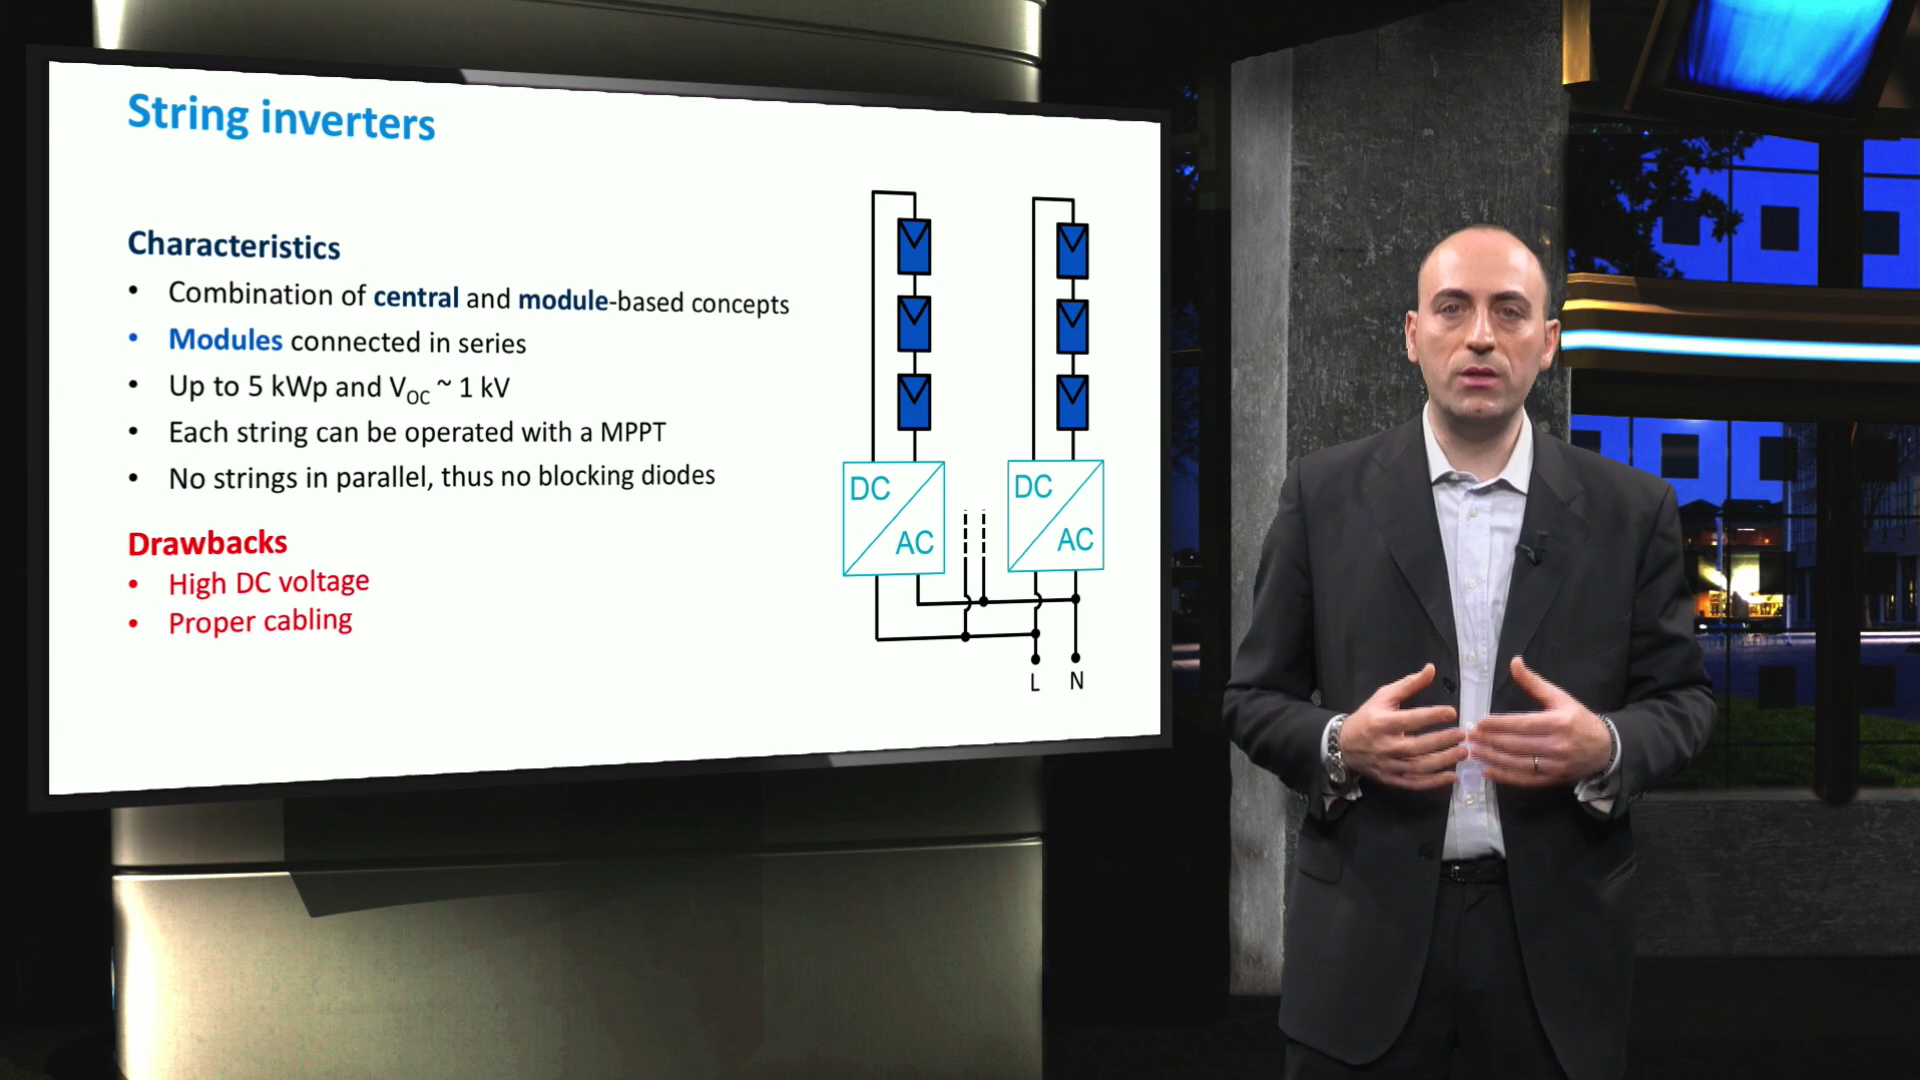 String inverters
Characteristics
• Combination of central and module-based concepts
• Modules connected in series
• Up to 5 kWp and VOC ~ 1 kV
• Each string can be operated with a MPPT
• No strings in parallel, thus no blocking diodes
Drawbacks
• High DC voltage
• Proper cabling
DC
AC
DC
AC
L N